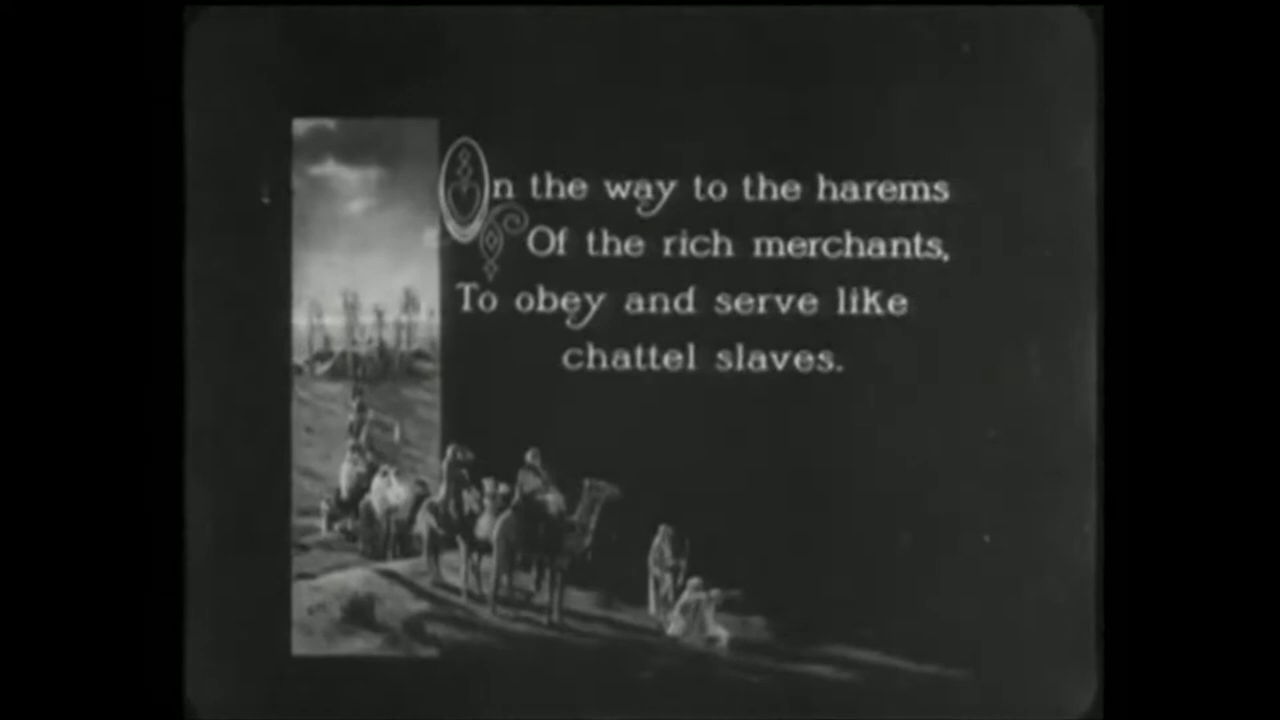 On the way to the harems
Of the rich merchants,
To obey and serve like
chattel slaves.